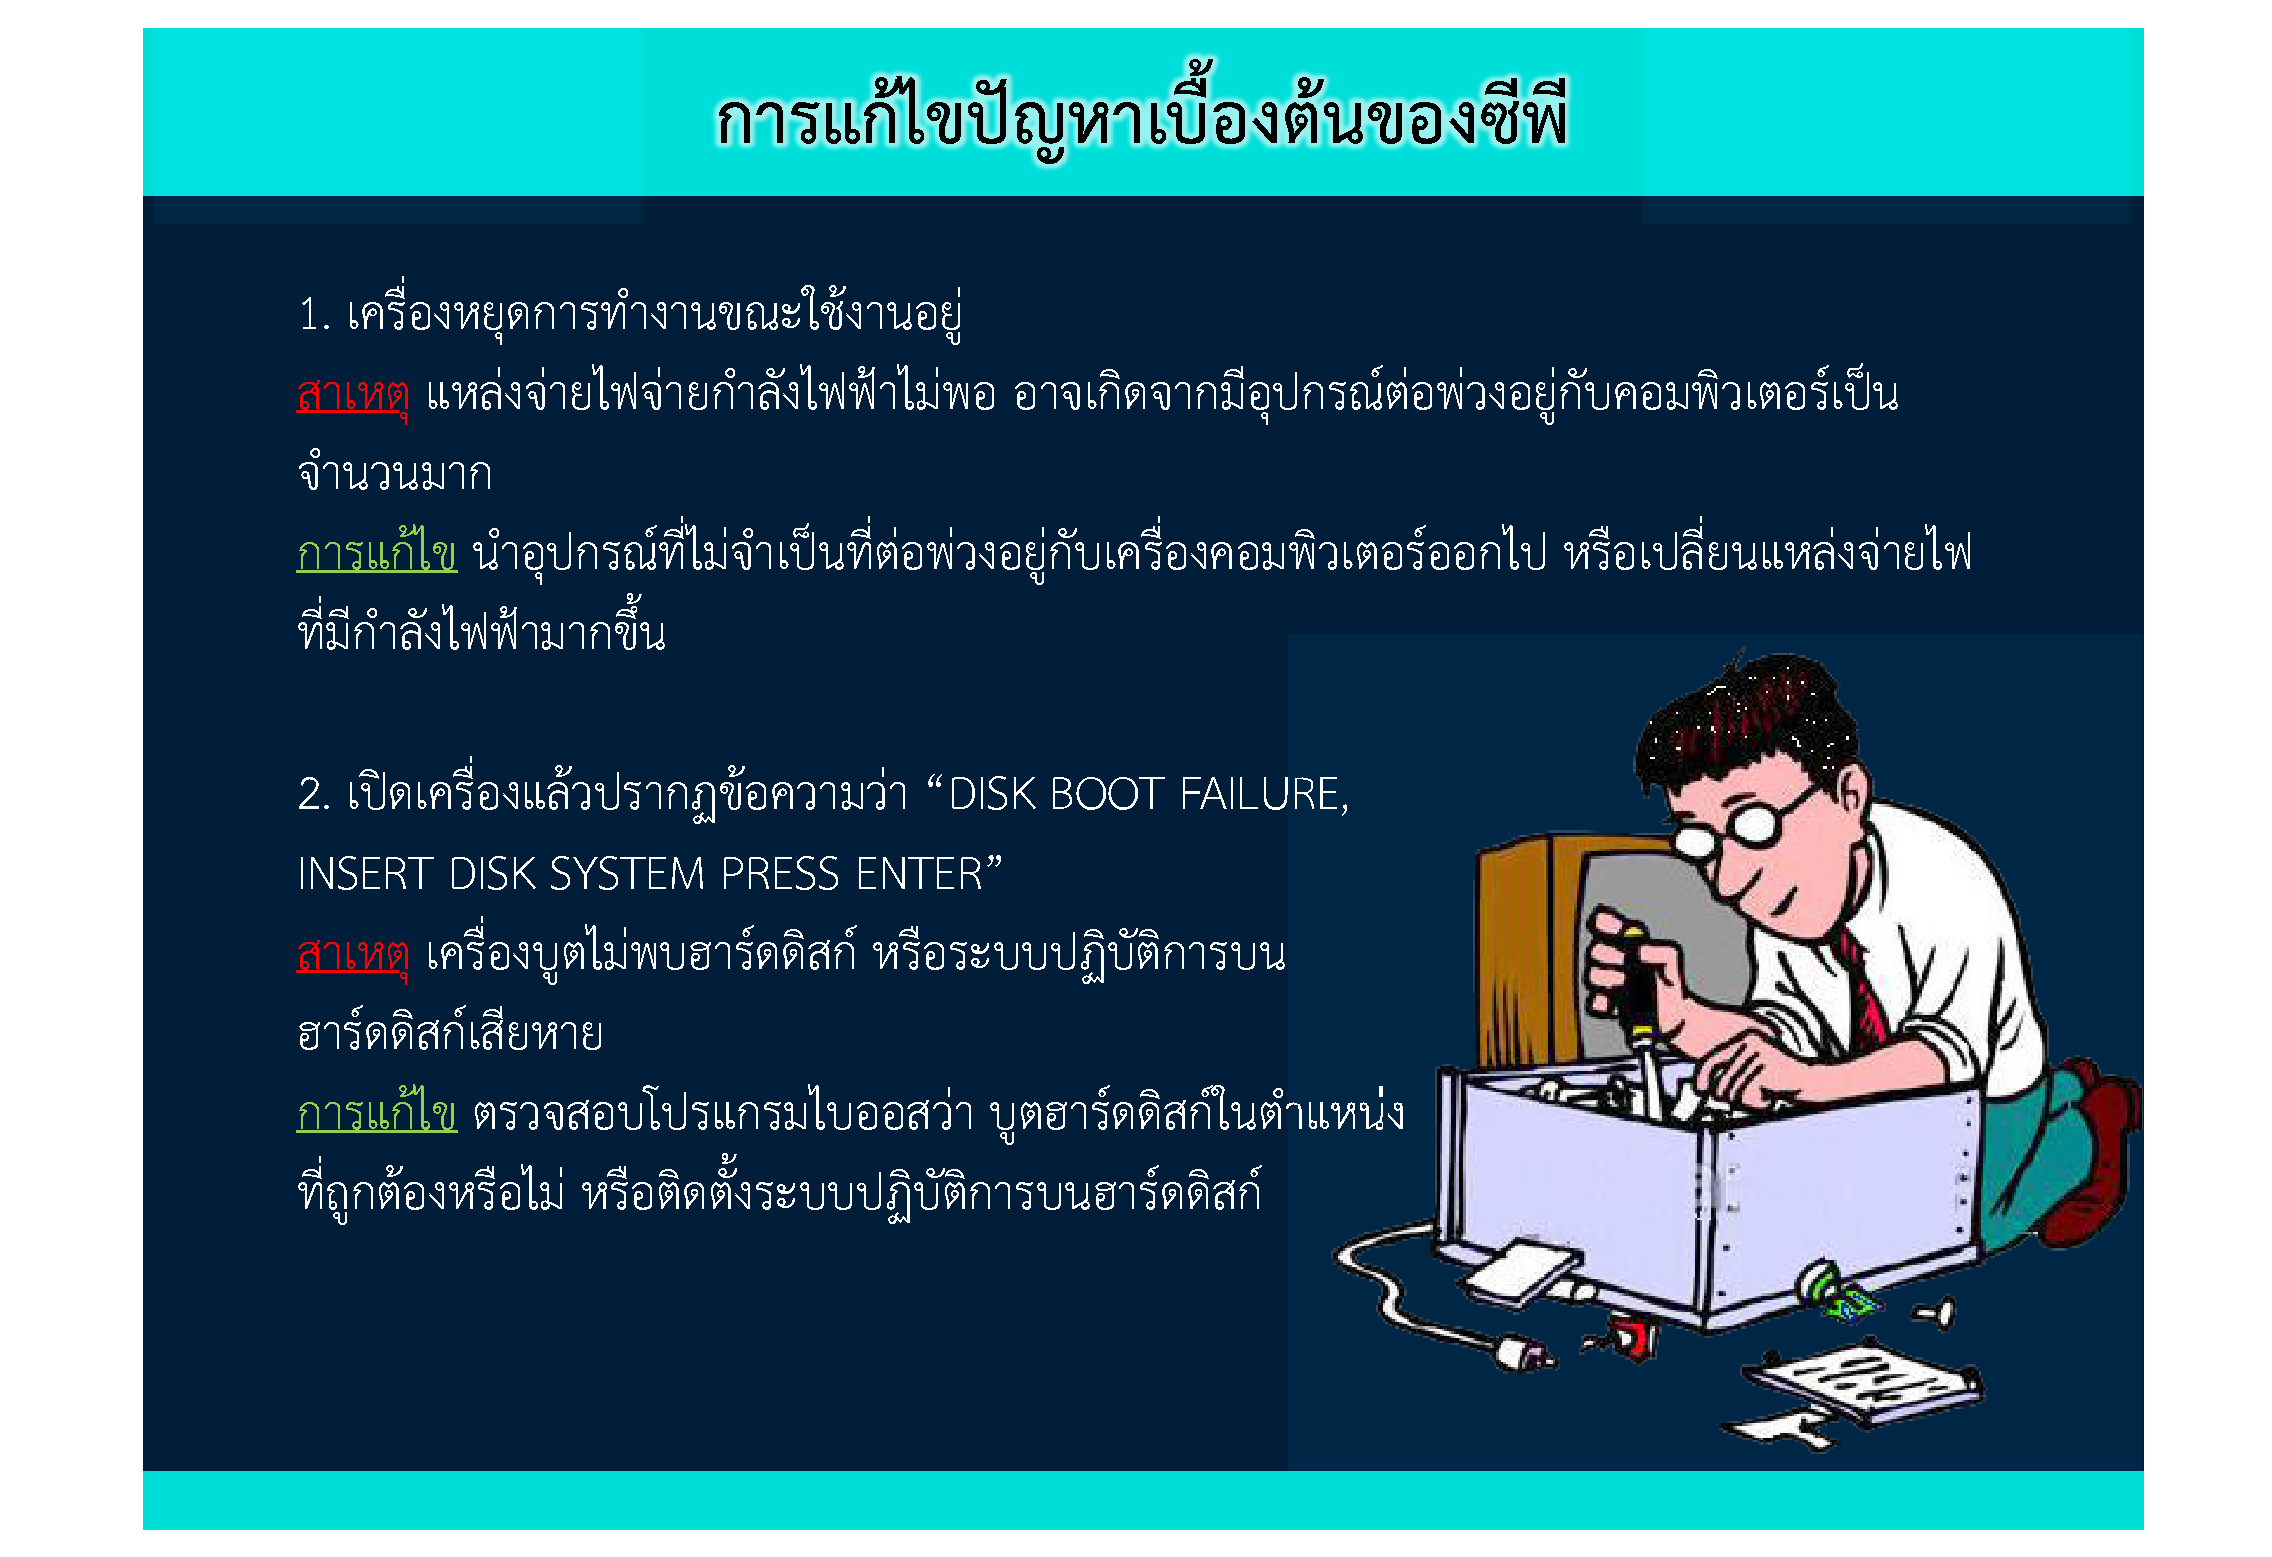 การแก้ไขปัญหาเบื้องต้นของซีพี
1. เครื่องหยุดการทำงานขณะใช้งานอยู่
สาเหตุ แหล่งจ่ายไฟจ่ายกำลังไฟฟ้าไม่พอ อาจเกิดจากมีอุปกรณ์ต่อพ่วงอยู่กับคอมพิวเตอร์เป็น
จำนวนมาก
การแก้ไข นำอุปกรณ์ที่ไม่จำเป็นที่ต่อพ่วงอยู่กับเครื่องคอมพิวเตอร์ออกไป หรือเปลี่ยนแหล่งจ่ายไฟ
ที่มีกำลังไฟฟ้ามากขึ้น
2. เปิดเครื่องแล้วปรากฏข้อความว่า “DISK BOOT FAILURE,
INSERT DISK SYSTEM PRESS ENTER”
สาเหตุ เครื่องบูตไม่พบฮาร์ดดิสก์ หรือระบบปฏิบัติการบน
ฮาร์ดดิสก์เสียหาย
การแก้ไข ตรวจสอบโปรแกรมไบออสว่า บูตฮาร์ดดิสก์ในตำแหน่ง
ที่ถูกต้องหรือไม่ หรือติดตั้งระบบปฏิบัติการบนฮาร์ดดิสก์